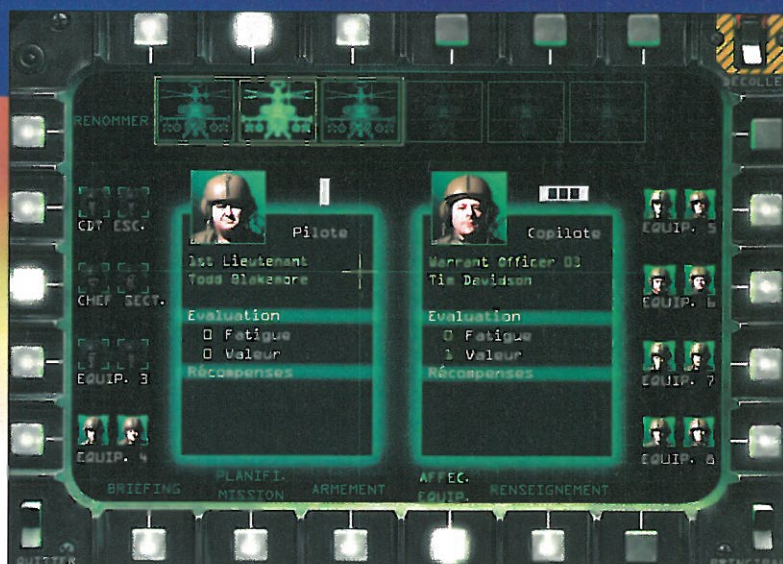 DECOLLER
RENOMMER
CDT ESC.
CHEF SECT.
EQUIP. 3
EQUIP. 4
Pilote
1st Lieutenant
Todd Blakemore
Evaluation
0 Fatigue
0 Valeur
Récompenses
Copilote
Warrant Officer 03
Tim Davidson
Evaluation
0 Fatigue
1 Valeur
Récompenses
EQUIP. 5
EQUIP. 6
EQUIP. 7
EQUIP. 8
BRIEFING
PLANIFI.
MISSION
ARMEMENT
AFFEC.
EQUIP.
RENSEIGNEMENT
QUITTER
PRINCIPAL